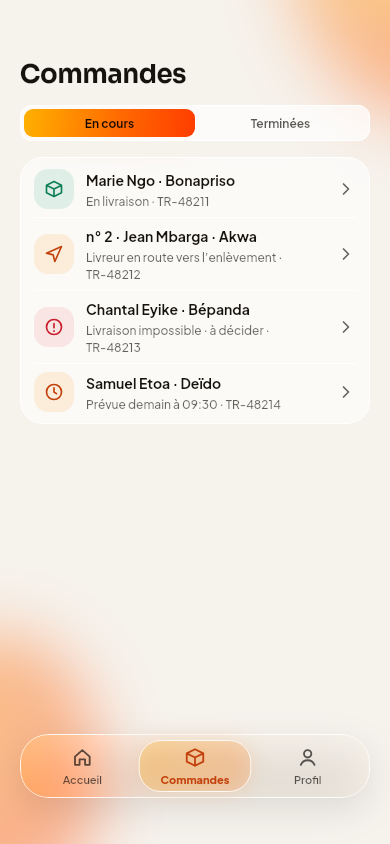 Commandes
En cours
Terminées
Marie Ngo · Bonapriso
En livraison · TR-48211
n° 2 · Jean Mbarga · Akwa
Livreur en route vers l'enlèvement ·
TR-48212
Chantal Eyike · Bépanda
Livraison impossible · à décider ·
TR-48213
Samuel Etoa · Deïdo
Prévue demain à 09:30 · TR-48214
Accueil
Commandes
Profil